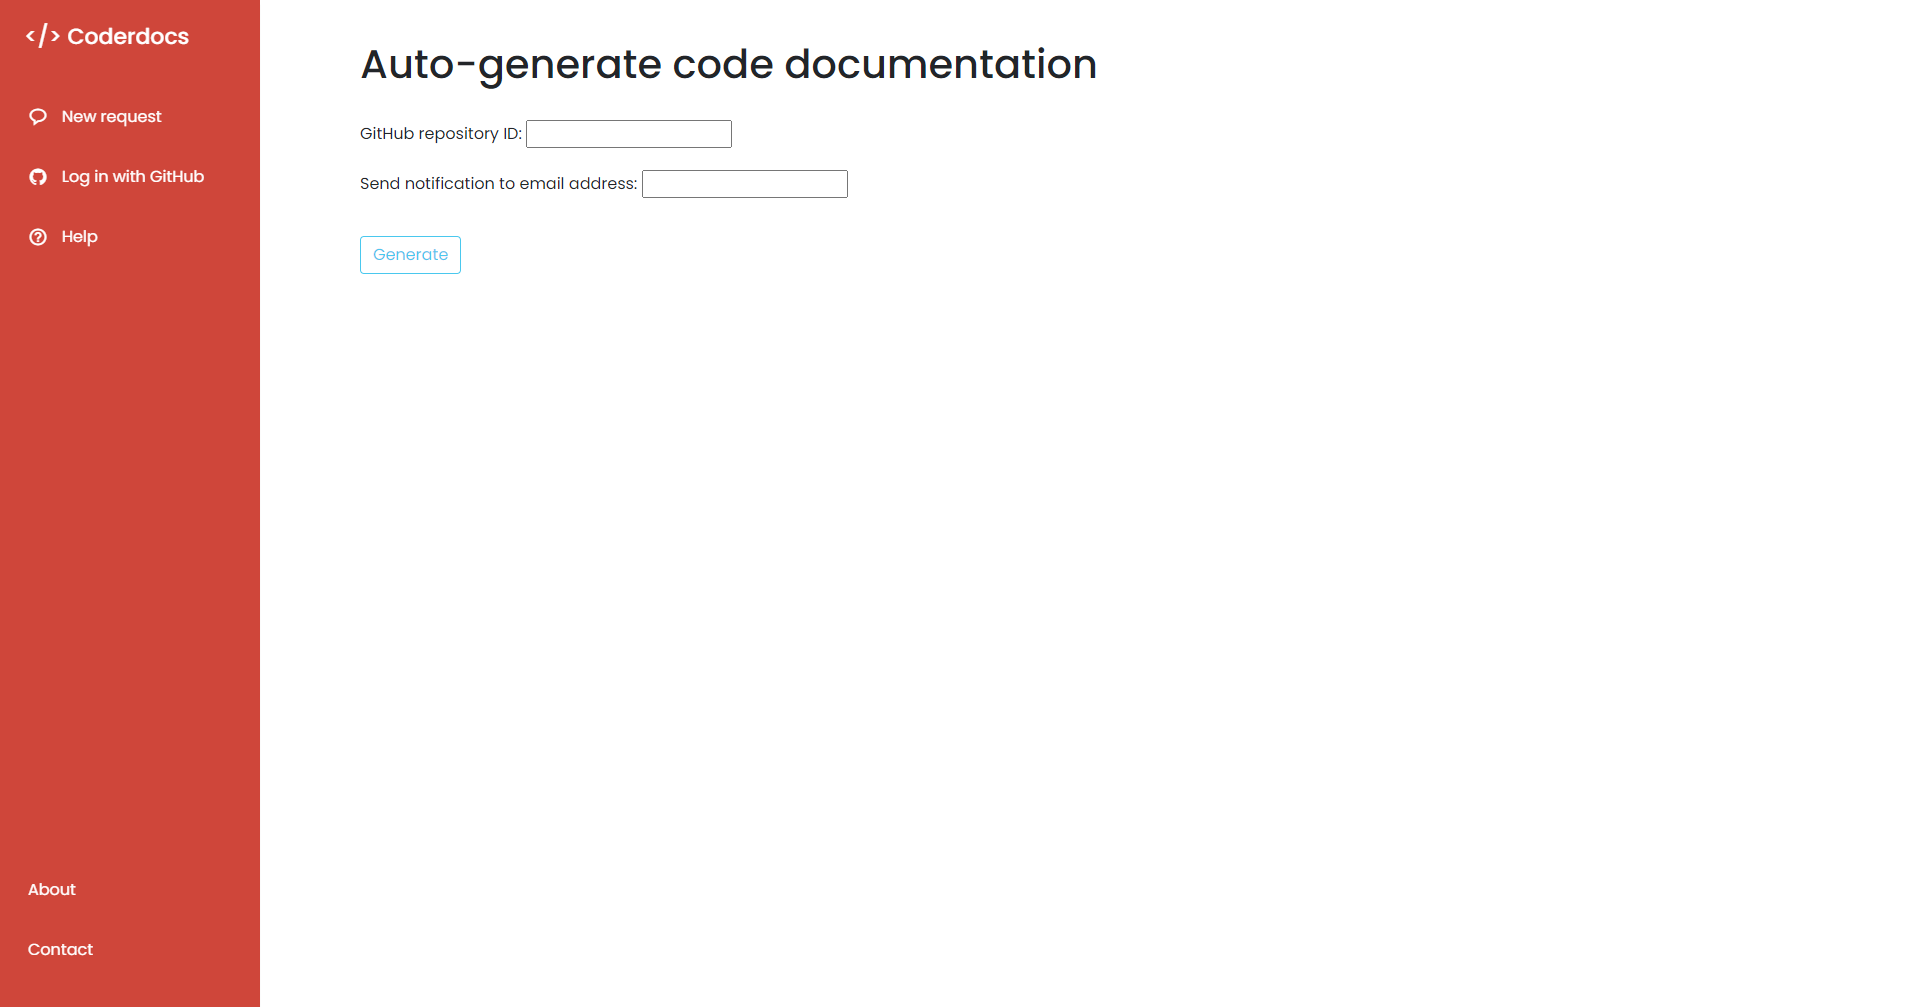 </> Coderdocs
New request
Log in with GitHub
Help
About
Contact
Auto-generate code documentation
GitHub repository ID:
Send notification to email address:
Generate